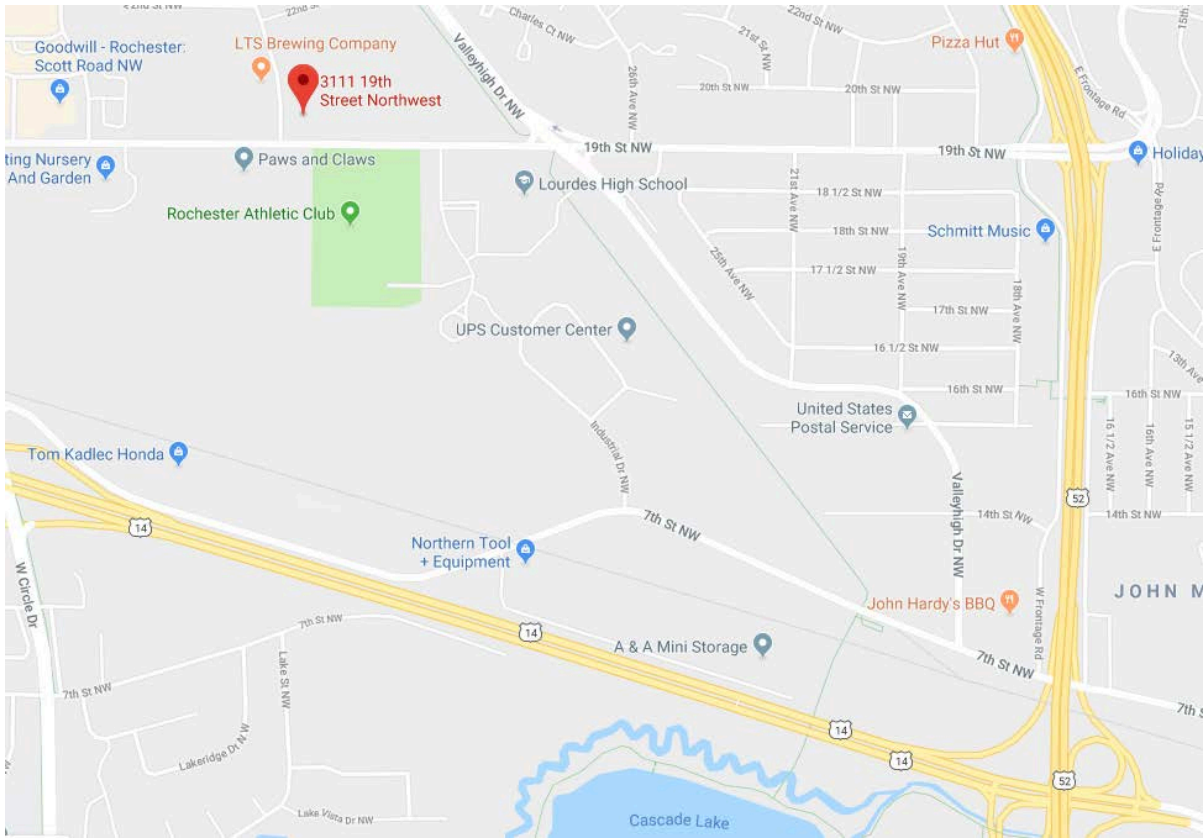 22nd St
Goodwill - Rochester:
Scott Road NW
LTS Brewing Company
3111 19th
Street Northwest
Valleyhigh Dr NW
Charles Ct NW
26th Ave NW
21st St NW
22nd St NW
20th St NW
20th St NW
Pizza Hut
E Frontage Rd
15th
ting Nursery
And Garden
Paws and Claws
19th St NW
19th St NW
Holiday
Lourdes High School
Rochester Athletic Club
21st Ave NW
18 1/2 St NW
18th St NW
19th Ave NW
25th Ave NW
17 1/2 St NW
18th Ave NW
17th St NW
Schmitt Music
E Frontage
UPS Customer Center
16 1/2 St NW
16th St NW
13th Ave
16th St NW
United States
Postal Service
16 1/2 Ave NW
16th Ave NW
15 1/2 Ave NW
Tom Kadlec Honda
Industrial Dr NW
14
52
7th St NW
Valleyhigh Dr NW
14th St NW
14th St NW
Northern Tool
+ Equipment
W Circle Dr
John Hardy's BBQ
JOHN M
W Frontage Rd
7th St NW
14
A & A Mini Storage
7th St NW
Lake St NW
7th St NW
7th S
Lakeridge Dr NW
14
14
52
Lake Vista Dr NW
Cascade Lake